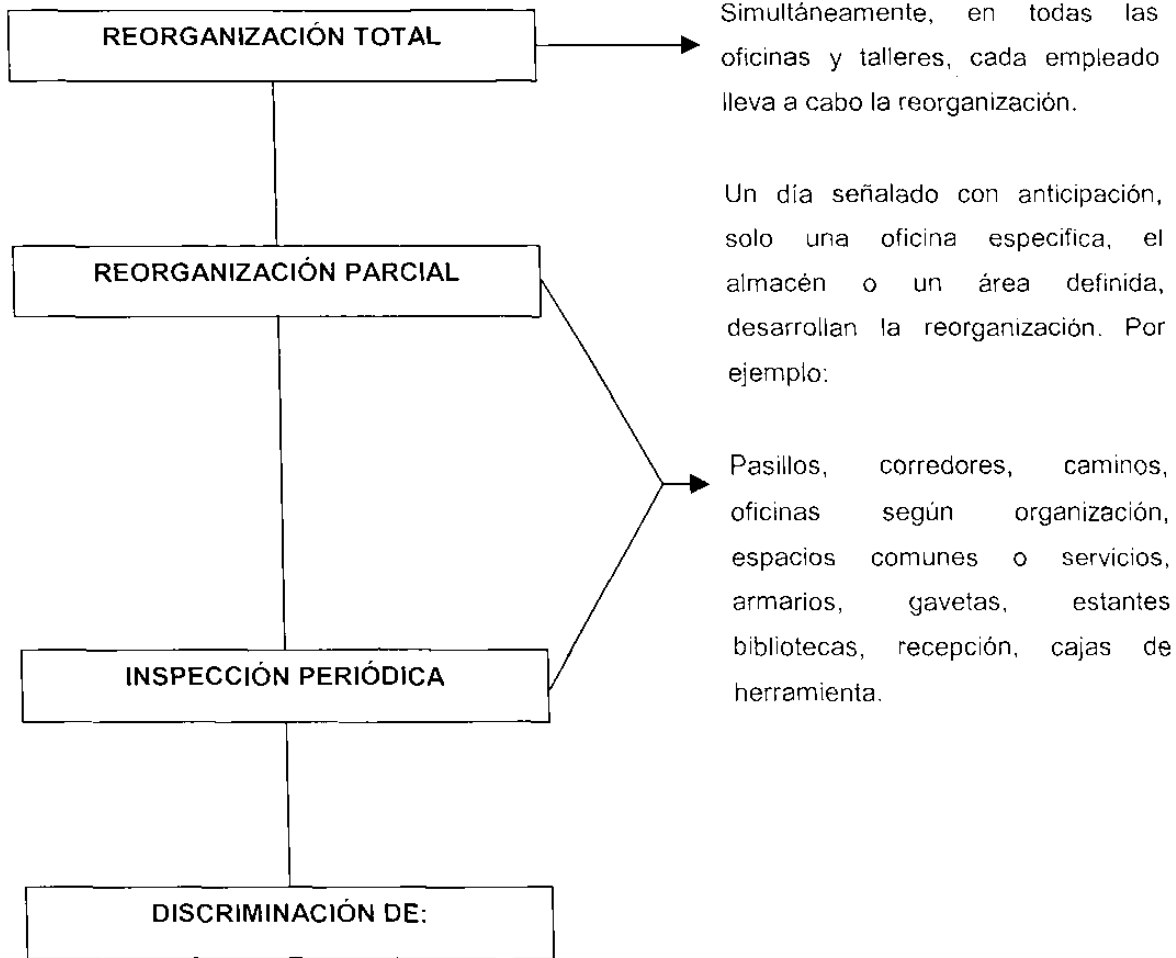 REORGANIZACIÓN TOTAL
Simultáneamente, en todas las
oficinas y talleres, cada empleado
lleva a cabo la reorganización.
Un día señalado con anticipación,
solo una oficina especifica, el
almacén o un área definida,
desarrollan la reorganización. Por
ejemplo:
REORGANIZACIÓN PARCIAL
Pasillos, corredores, caminos,
oficinas según organización,
espacios comunes o servicios,
armarios, gavetas, estantes
bibliotecas, recepción, cajas de
herramienta.
INSPECCIÓN PERIÓDICA
DISCRIMINACIÓN DE: